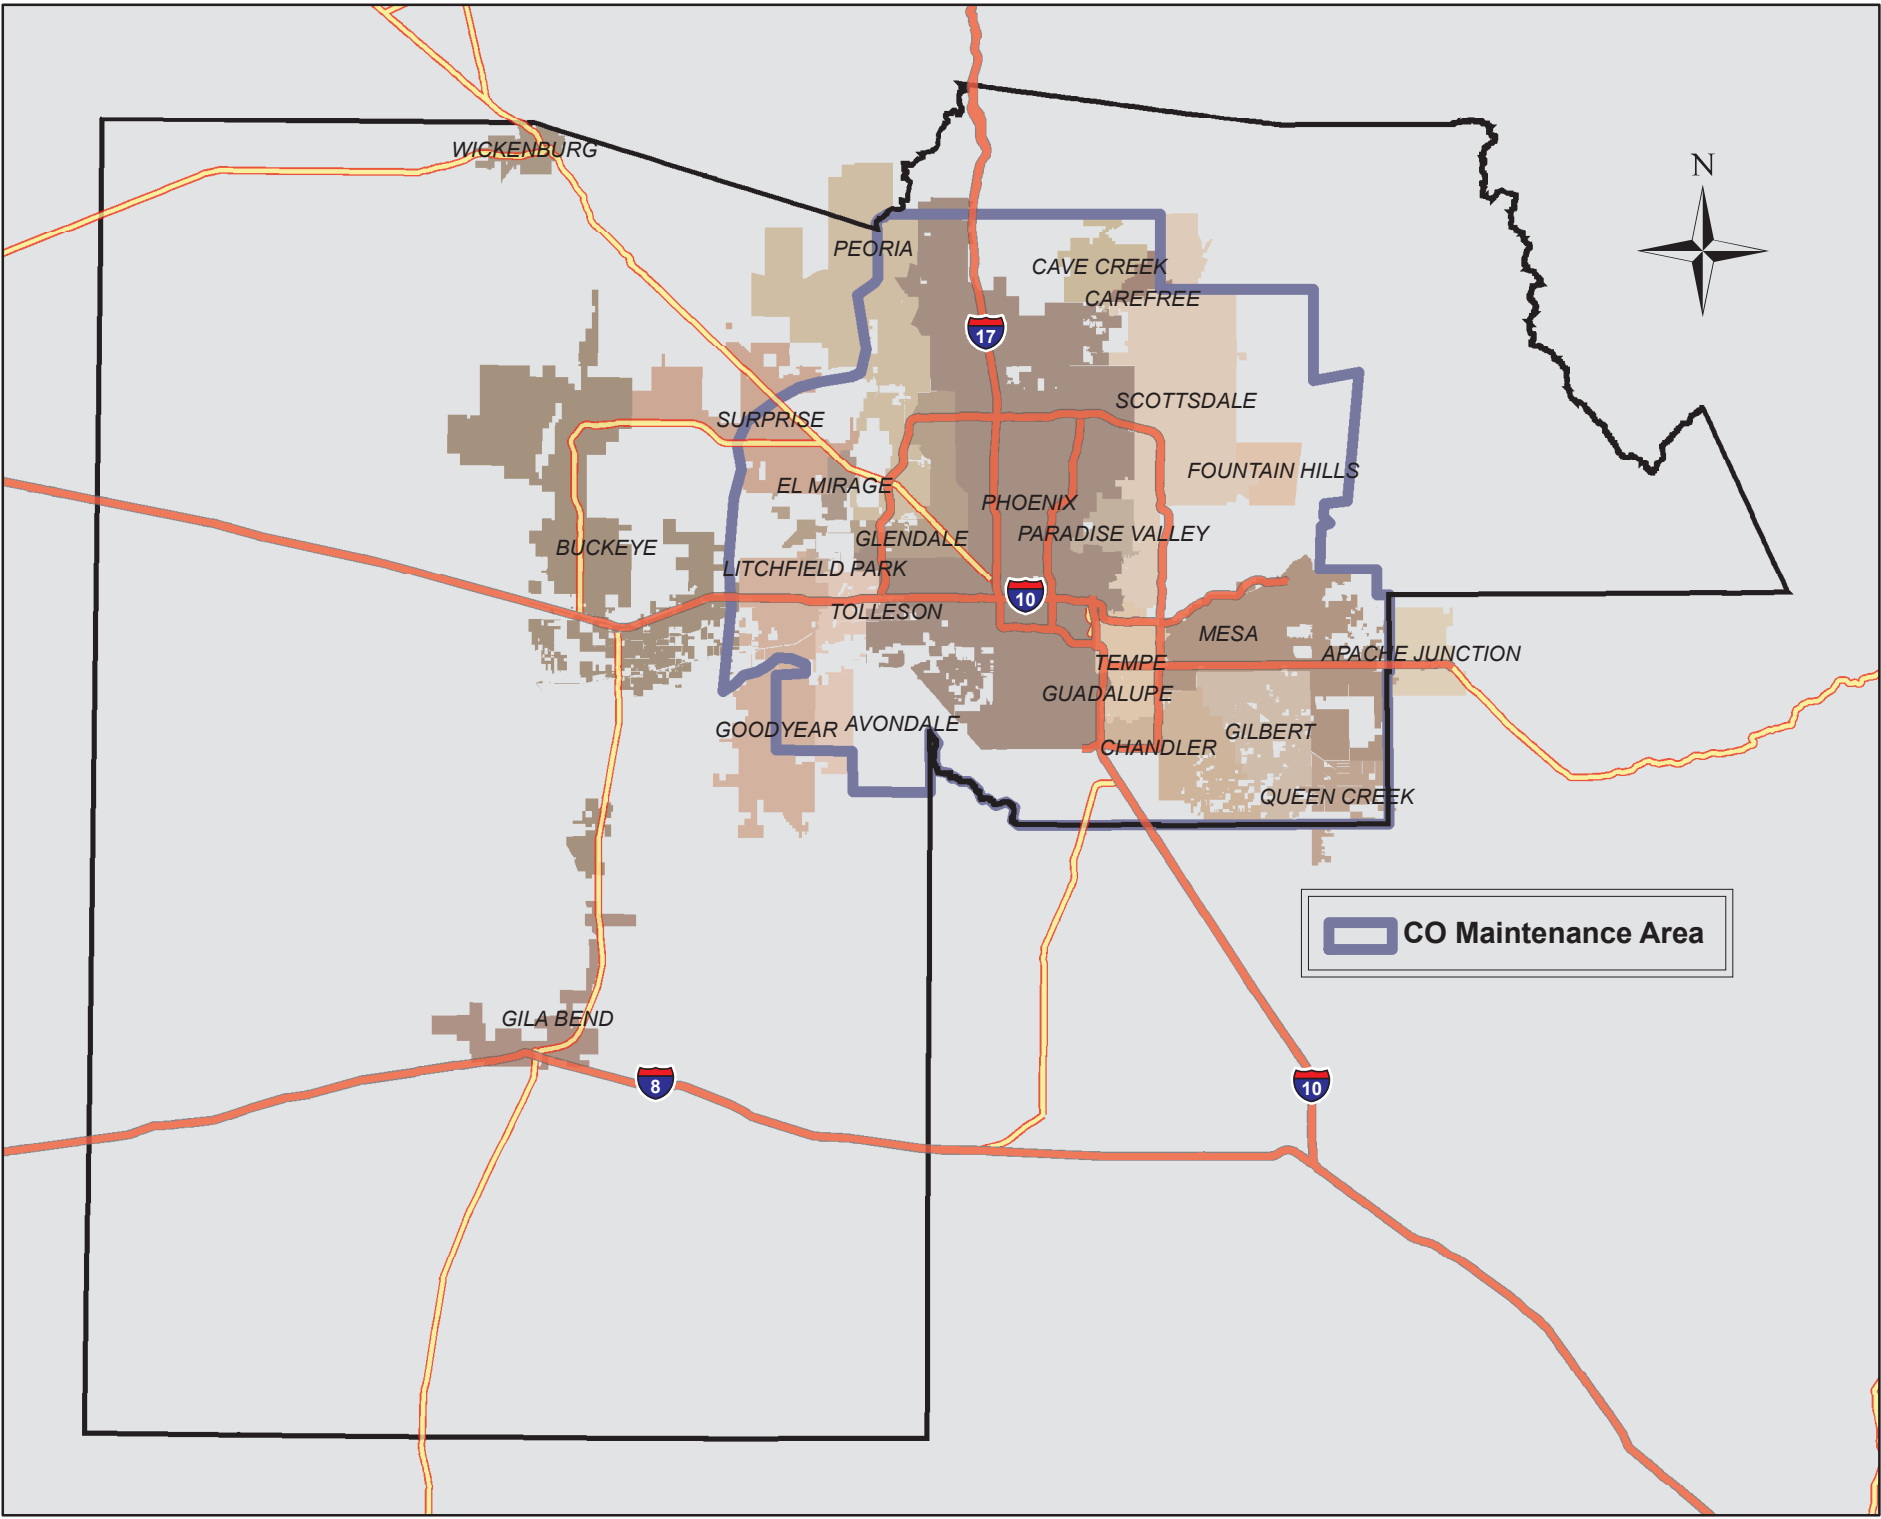 WICKENBURG
N
PEORIA
CAVE CREEK
CAREFREE
17
SCOTTSDALE
SURPRISE
FOUNTAIN HILLS
EL MIRAGE
PHOENIX
PARADISE VALLEY
GLENDALE
BUCKEYE
LITCHFIELD PARK
10
TOLLESON
MESA
APACHE JUNCTION
TEMPE
GUADALUPE
GOODYEAR
AVONDALE
GILBERT
CHANDLER
QUEEN CREEK
CO Maintenance Area
GILA BEND
8
10